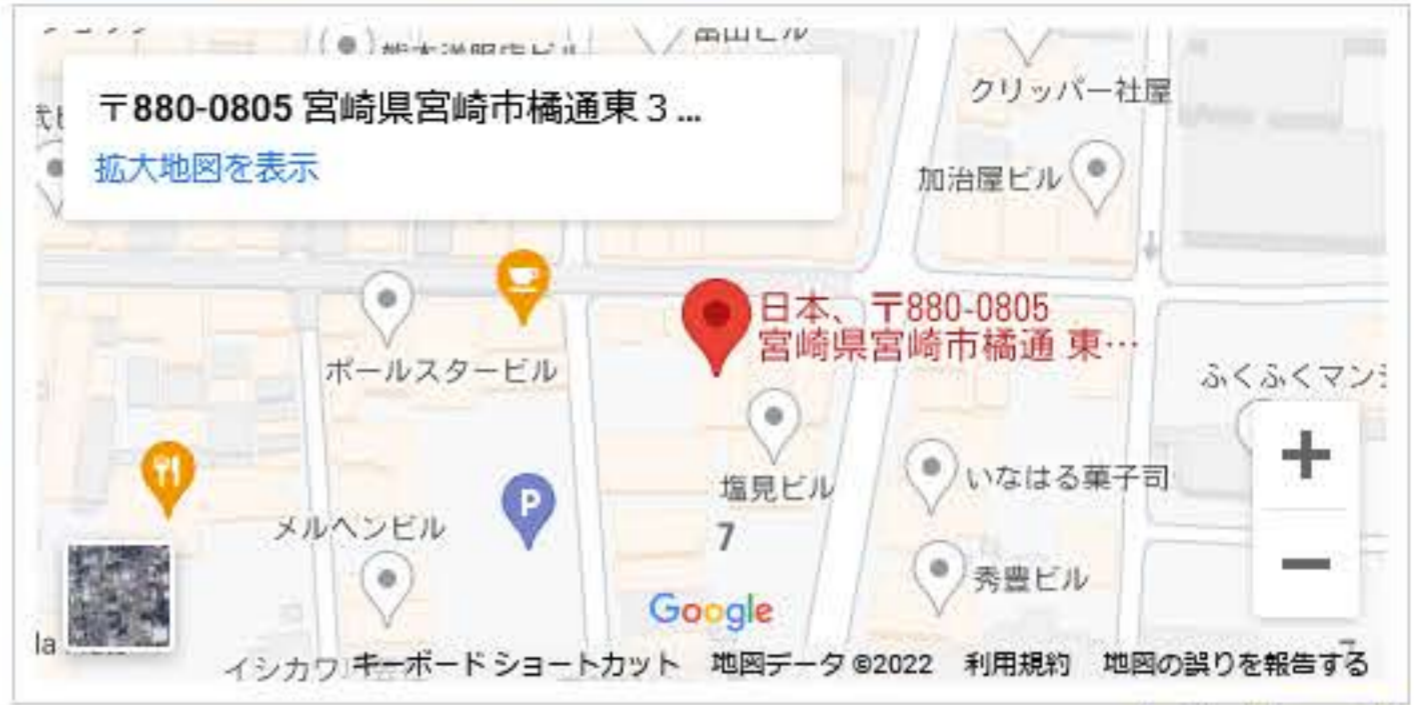 〒880-0805 宮崎県宮崎市橘通東３...
拡大地図を表示
クリッパー社屋
加治屋ビル
日本、〒880-0805
宮崎県宮崎市橘通 東…
ポールスタービル
ふくふくマンシ
塩見ビル
いなはる菓子司
P
7
メルヘンビル
秀豊ビル
Google
la
イシカワ
キーボード ショートカット 地図データ ©2022 利用規約 地図の誤りを報告する